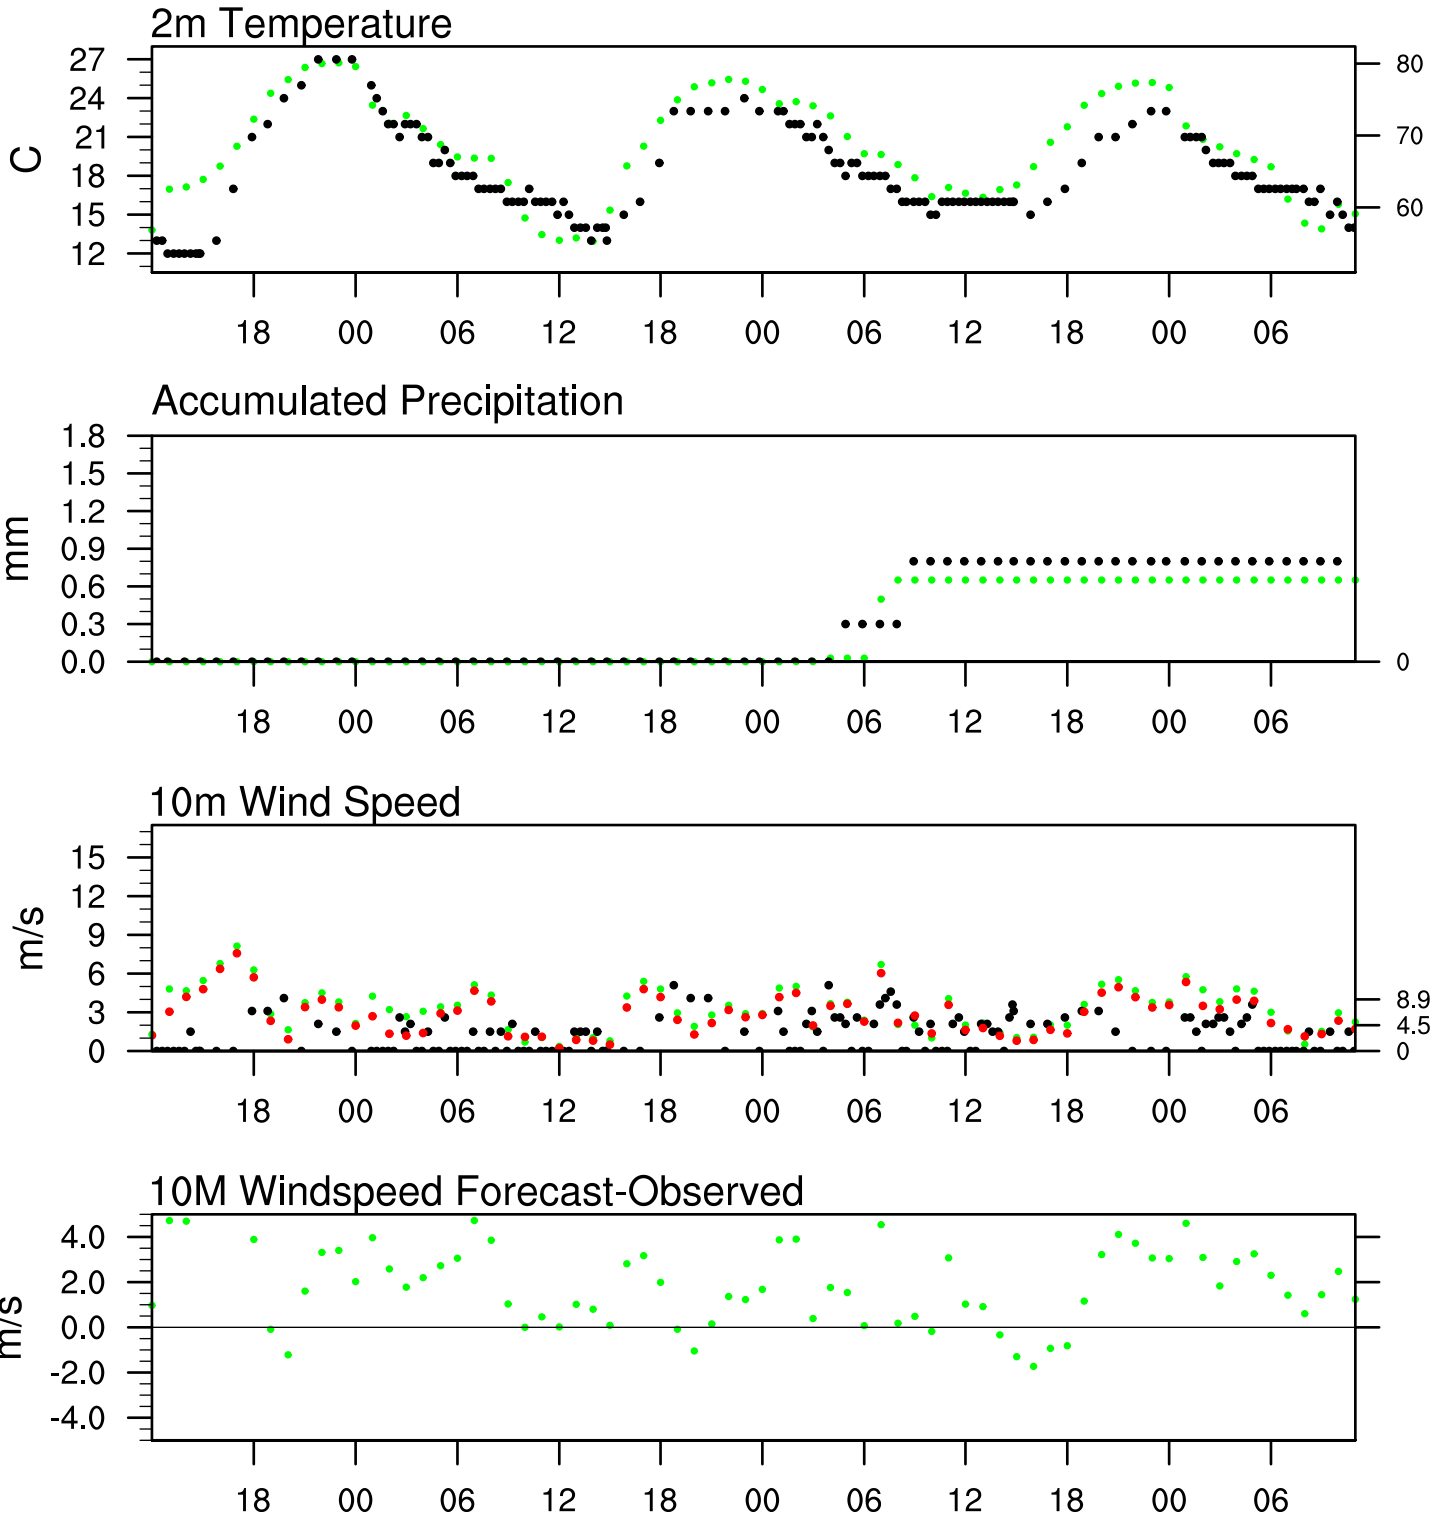 2m Temperature
27
24
21
18
15
12
C
80
70
60
18 00 06 12 18 00 06 12 18 00 06
Accumulated Precipitation
1.8
1.5
1.2
0.9
0.6
0.3
0.0
mm
0
18 00 06 12 18 00 06 12 18 00 06
10m Wind Speed
15
12
9
6
3
0
m/s
8.9
4.5
0
18 00 06 12 18 00 06 12 18 00 06
10M Windspeed Forecast-Observed
4.0
2.0
0.0
-2.0
-4.0
m/s
18 00 06 12 18 00 06 12 18 00 06